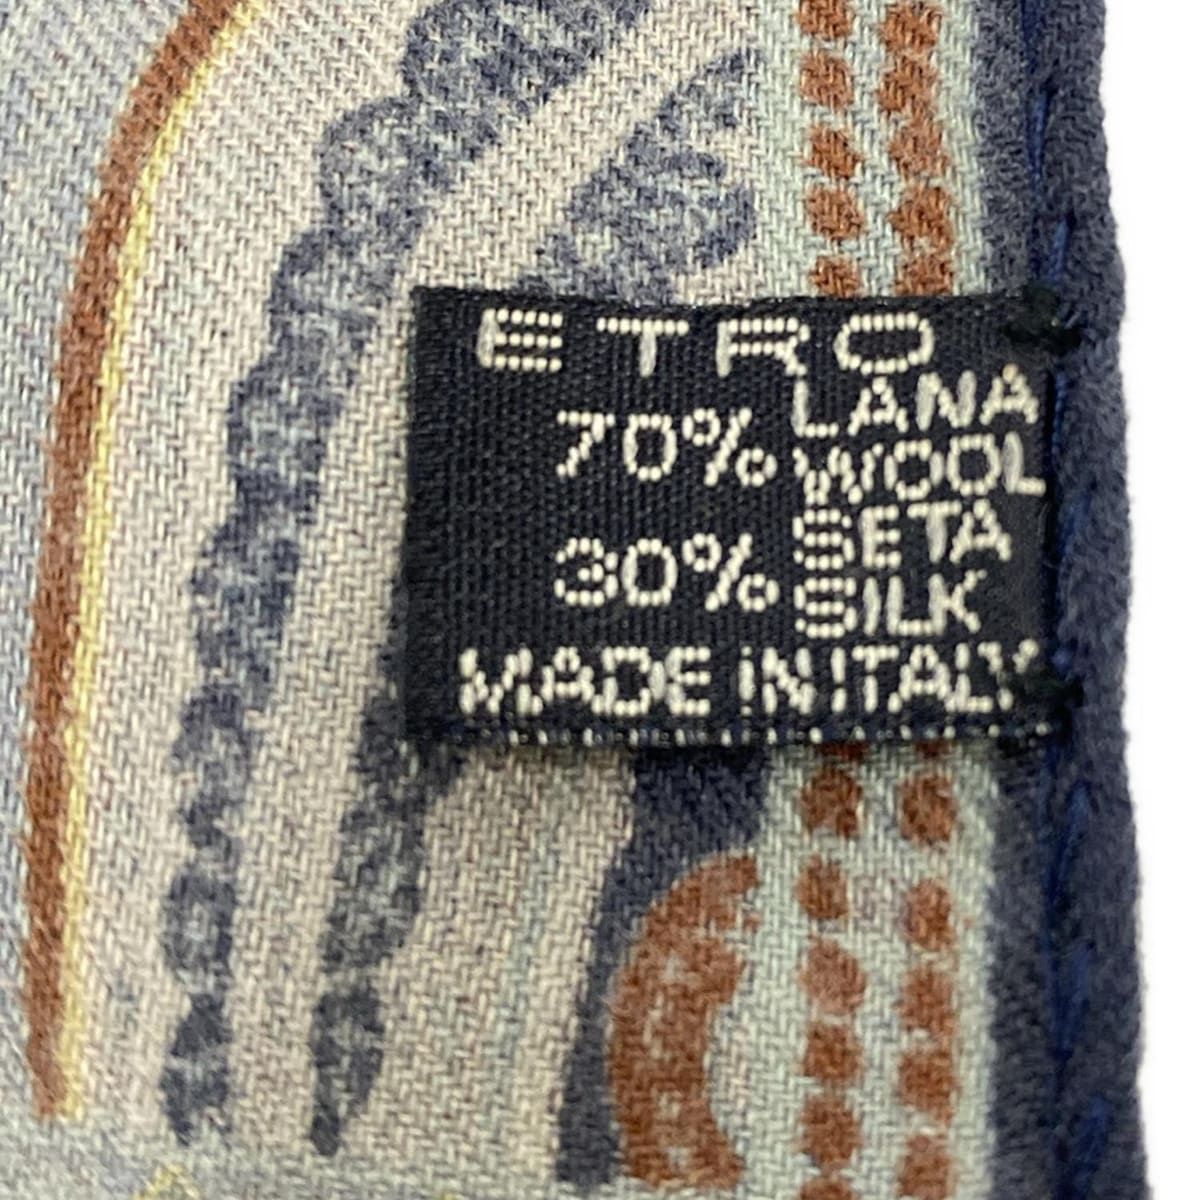 ETRO
70% LANA
WOOL
30% SETA
SILK
MADE IN ITALY